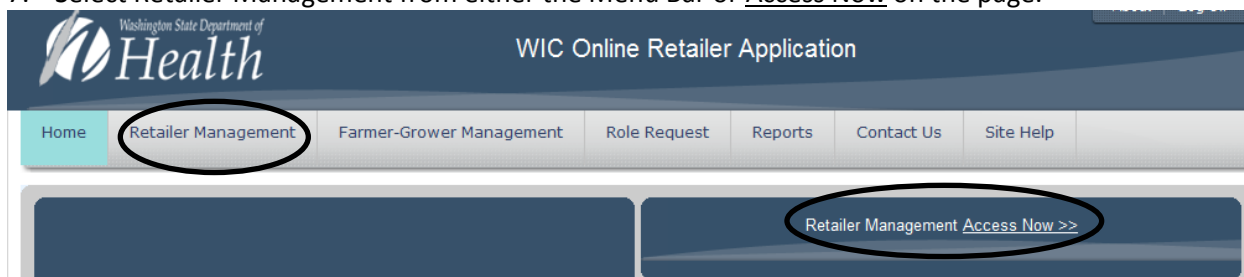 7. Select Retailer Management from either the Menu Bar or Access Now on the page.
Washington State Department of
Health
WIC Online Retailer Application
Home Retailer Management Farmer-Grower Management Role Request Reports Contact Us Site Help
Retailer Management Access Now >>